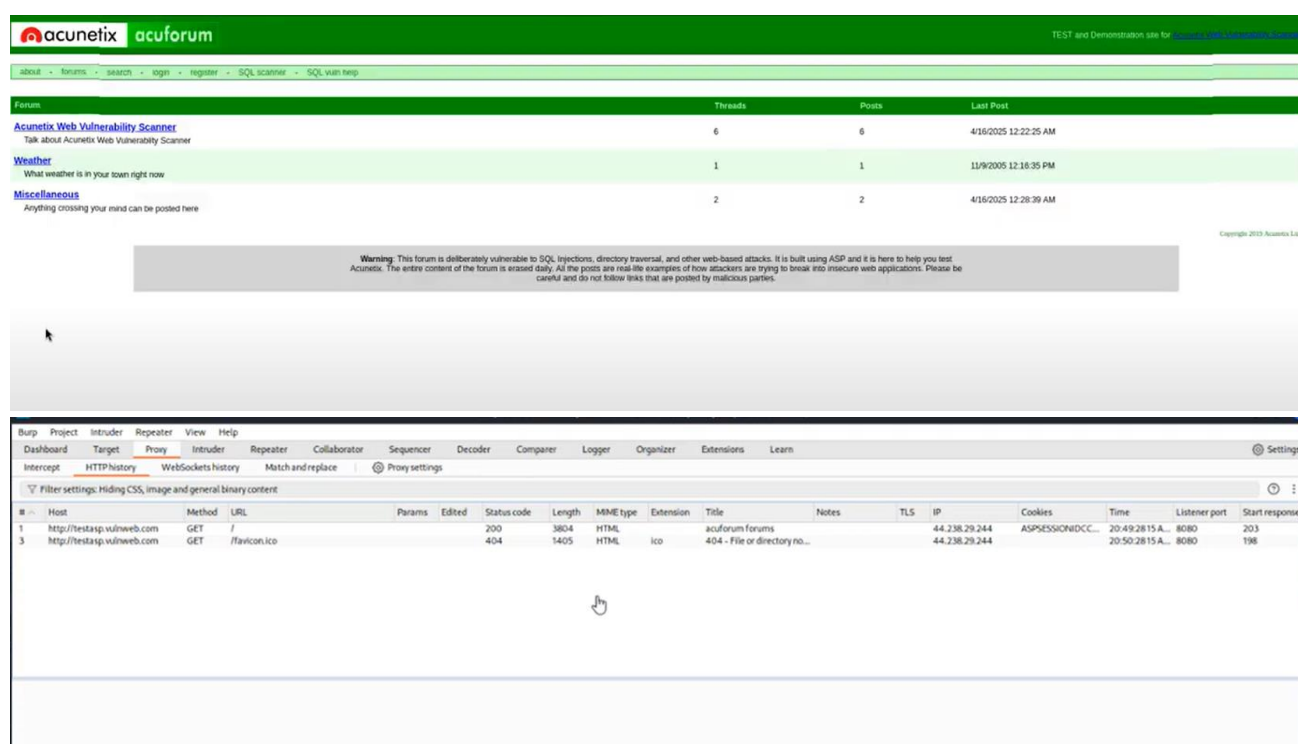 acunetix acuforum
TEST and Demonstration site for Acunetix Web Vulnerability Scanner
about - forums - search - login - register - SQL scanner - SQL vuln help
Forum Threads Posts Last Post
Acunetix Web Vulnerability Scanner 6 6 4/16/2025 12:22:25 AM
Talk about Acunetix Web Vulnerabilty Scanner
Weather 1 1 11/9/2005 12:16:35 PM
What weather is in your town right now
Miscellaneous 2 2 4/16/2025 12:28:39 AM
Anything crossing your mind can be posted here
Copyright 2019 Acunetix Lt
Warning: This forum is deliberately vulnerable to SQL Injections, directory traversal, and other web-based attacks. It is built using ASP and it is here to help you test
Acunetix. The entire content of the forum is erased daily. All the posts are real-life examples of how attackers are trying to break into insecure web applications. Please be
careful and do not follow links that are posted by malicious parties.
Burp Project Intruder Repeater View Help
Dashboard Target Proxy Intruder Repeater Collaborator Sequencer Decoder Comparer Logger Organizer Extensions Learn Settings
Intercept HTTP history WebSockets history Match and replace Proxy settings
Filter settings: Hiding CSS, image and general binary content
# Host Method URL Params Edited Status code Length MIME type Extension Title Notes TLS IP Cookies Time Listener port Start response
1 http://testasp.vulnweb.com GET / 200 3804 HTML acuforum forums 44.238.29.244 ASPSESSIONIDCC... 20:49:28 15 A... 8080 203
3 http://testasp.vulnweb.com GET /favicon.ico 404 1405 HTML ico 404 - File or directory no... 44.238.29.244 20:50:28 15 A... 8080 198